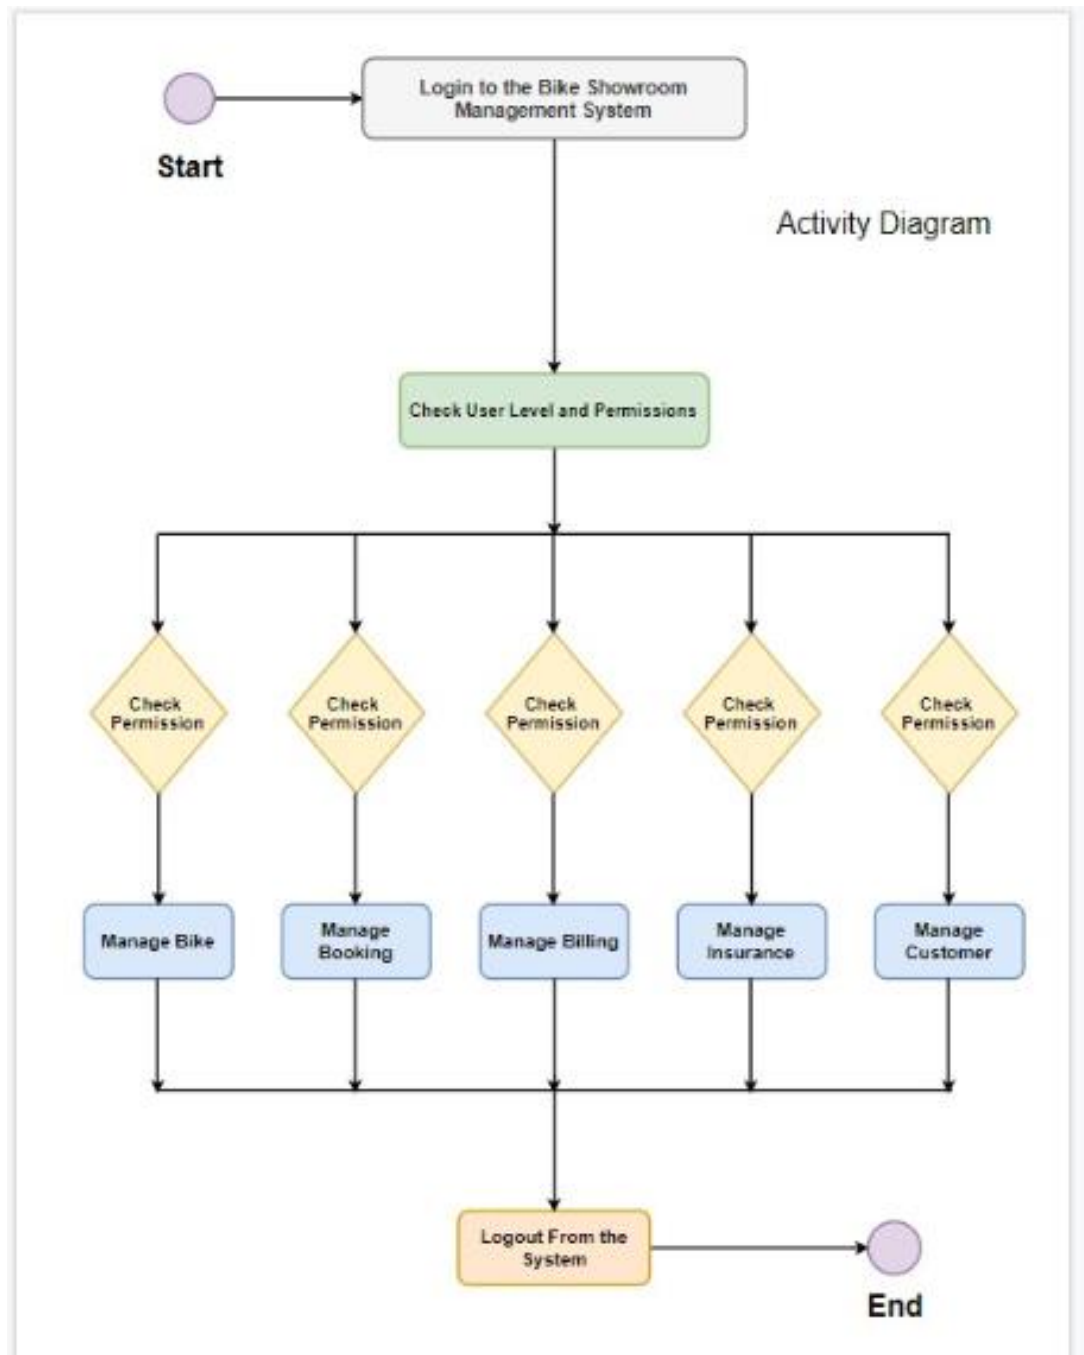 Login to the Bike Showroom
Management System
Start
Activity Diagram
Check User Level and Permissions
Check
Permission
Check
Permission
Check
Permission
Check
Permission
Check
Permission
Manage Bike
Manage
Booking
Manage Billing
Manage
Insurance
Manage
Customer
Logout From the
System
End